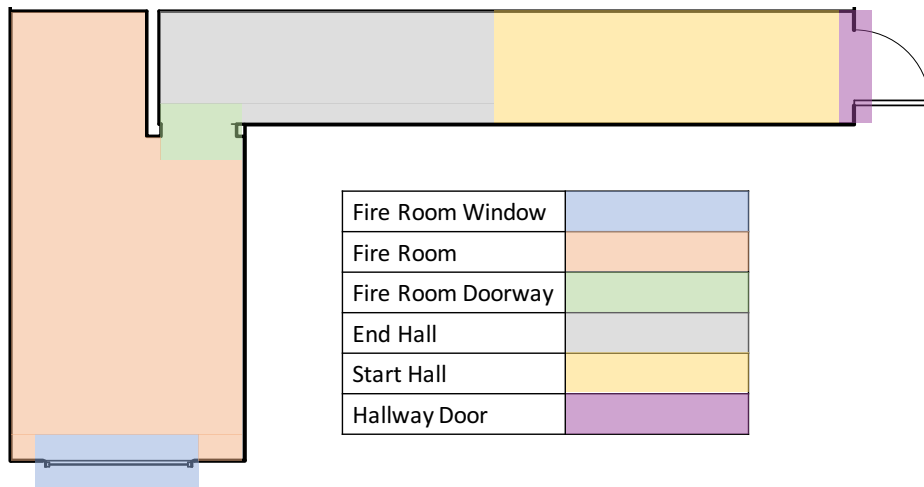 Fire Room Window
Fire Room
Fire Room Doorway
End Hall
Start Hall
Hallway Door